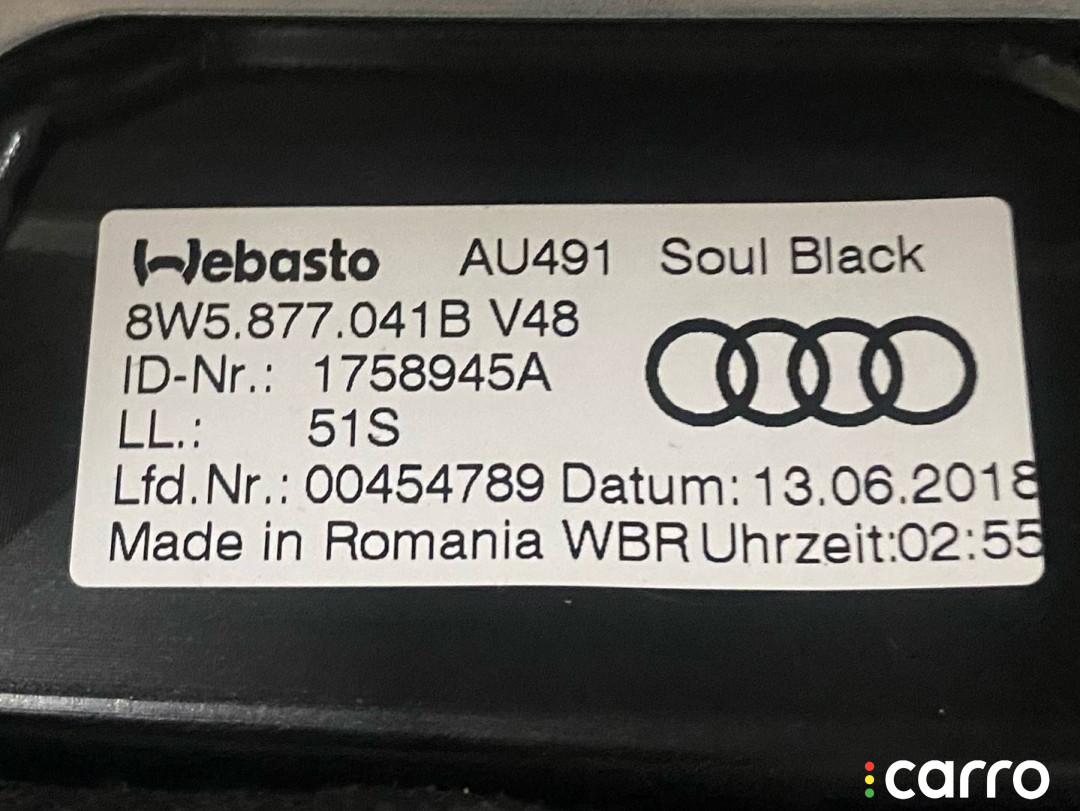 Webasto AU491 Soul Black
8W5.877.041B V48
ID-Nr.: 1758945A
LL.: 51S
Lfd.Nr.: 00454789 Datum: 13.06.2018
Made in Romania WBR Uhrzeit:02:55
carro